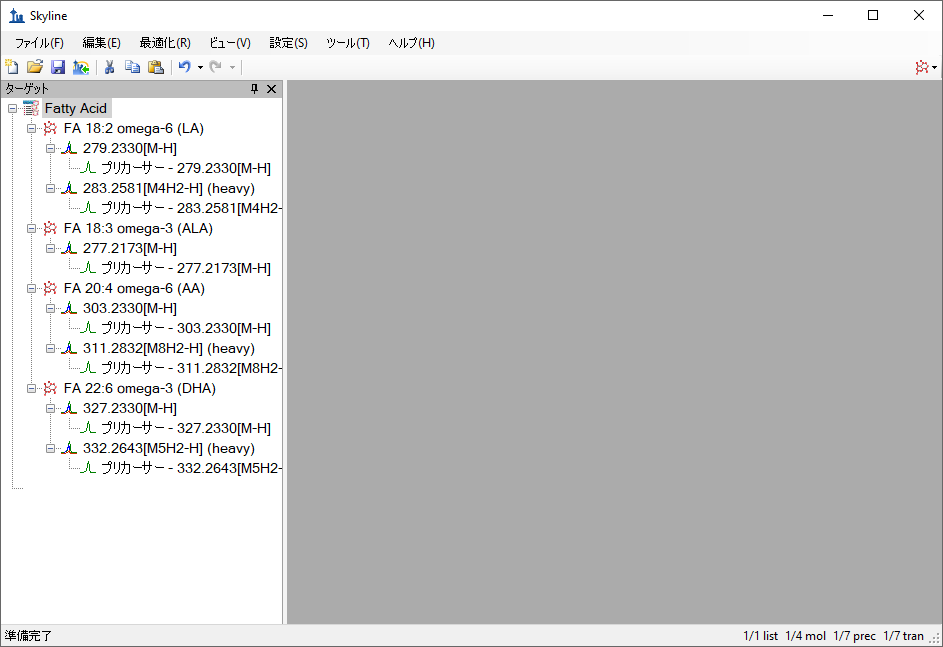 Skyline
ファイル(F) 編集(E) 最適化(R) ビュー(V) 設定(S) ツール(T) ヘルプ(H)
ターゲット
Fatty Acid
FA 18:2 omega-6 (LA)
279.2330[M-H]
プリカーサー - 279.2330[M-H]
283.2581[M4H2-H] (heavy)
プリカーサー - 283.2581[M4H2-
FA 18:3 omega-3 (ALA)
277.2173[M-H]
プリカーサー - 277.2173[M-H]
FA 20:4 omega-6 (AA)
303.2330[M-H]
プリカーサー - 303.2330[M-H]
311.2832[M8H2-H] (heavy)
プリカーサー - 311.2832[M8H2-
FA 22:6 omega-3 (DHA)
327.2330[M-H]
プリカーサー - 327.2330[M-H]
332.2643[M5H2-H] (heavy)
プリカーサー - 332.2643[M5H2-
準備完了 1/1 list 1/4 mol 1/7 prec 1/7 tran